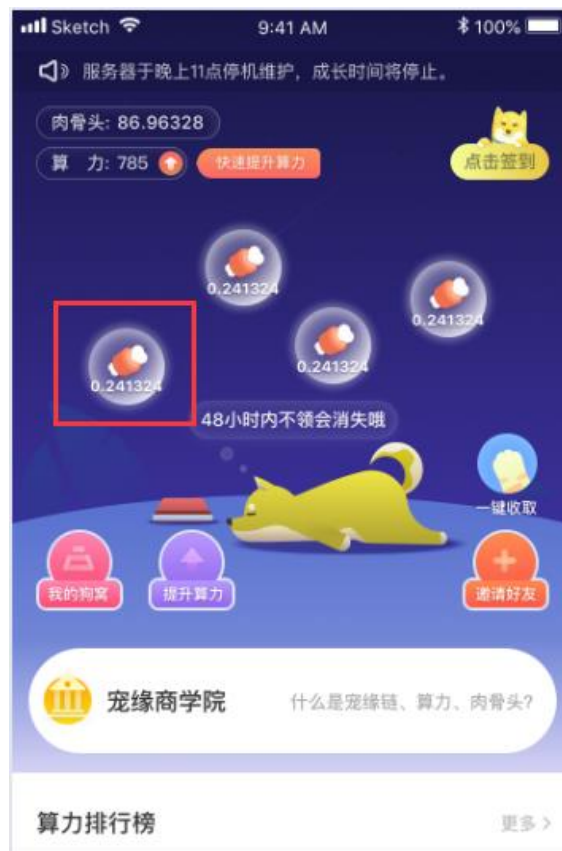 Sketch 9:41 AM 100%
服务器于晚上11点停机维护，成长时间将停止。
肉骨头: 86.96328
算 力: 785 快速提升算力
点击签到
0.241324
0.241324
0.241324
0.241324
48小时内不领会消失哦
一键收取
我的狗窝 提升算力 邀请好友
宠缘商学院 什么是宠缘链、算力、肉骨头?
算力排行榜 更多 >